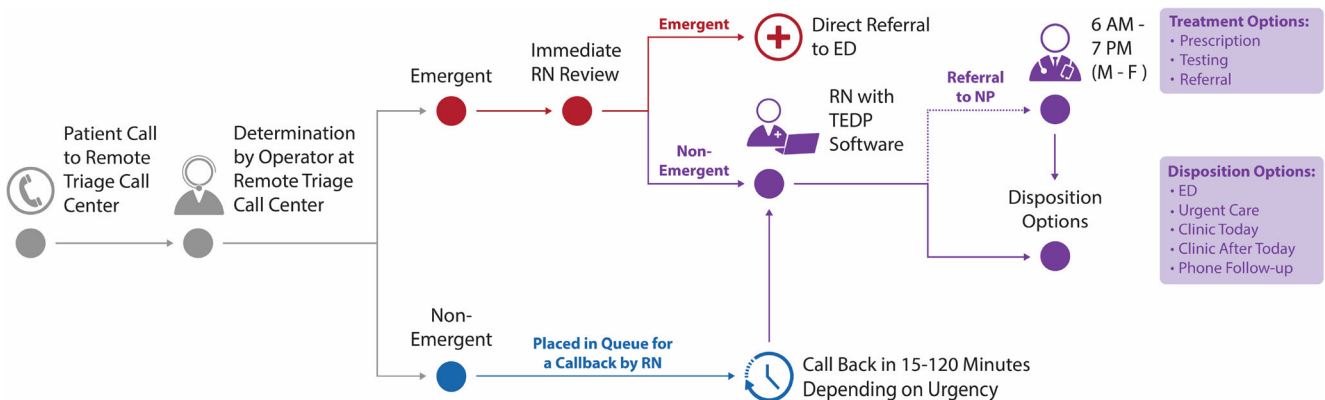 Patient Call
to Remote
Triage Call
Center
Determination
by Operator at
Remote Triage
Call Center
Emergent
Immediate
RN Review
Emergent
Direct Referral
to ED
Non-
Emergent
RN with
TEDP
Software
Referral
to NP
6 AM -
7 PM
(M - F )
Disposition
Options
Non-
Emergent
Placed in Queue for
a Callback by RN
Call Back in 15-120 Minutes
Depending on Urgency
Treatment Options:
• Prescription
• Testing
• Referral
Disposition Options:
• ED
• Urgent Care
• Clinic Today
• Clinic After Today
• Phone Follow-up